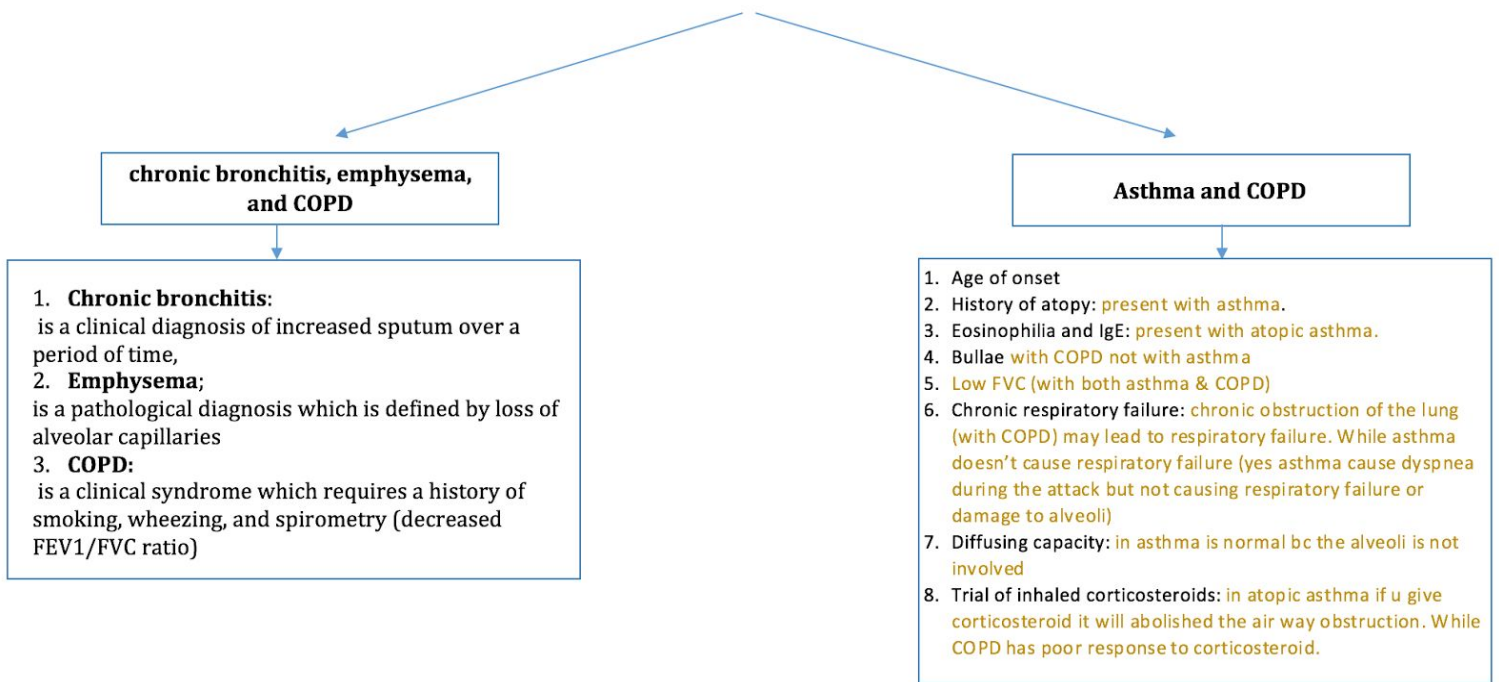 chronic bronchitis, emphysema,
and COPD
1. Chronic bronchitis:
is a clinical diagnosis of increased sputum over a
period of time,
2. Emphysema;
is a pathological diagnosis which is defined by loss of
alveolar capillaries
3. COPD:
is a clinical syndrome which requires a history of
smoking, wheezing, and spirometry (decreased
FEV1/FVC ratio)
Asthma and COPD
1. Age of onset
2. History of atopy: present with asthma.
3. Eosinophilia and IgE: present with atopic asthma.
4. Bullae with COPD not with asthma
5. Low FVC (with both asthma & COPD)
6. Chronic respiratory failure: chronic obstruction of the lung
(with COPD) may lead to respiratory failure. While asthma
doesn’t cause respiratory failure (yes asthma cause dyspnea
during the attack but not causing respiratory failure or
damage to alveoli)
7. Diffusing capacity: in asthma is normal bc the alveoli is not
involved
8. Trial of inhaled corticosteroids: in atopic asthma if u give
corticosteroid it will abolished the air way obstruction. While
COPD has poor response to corticosteroid.